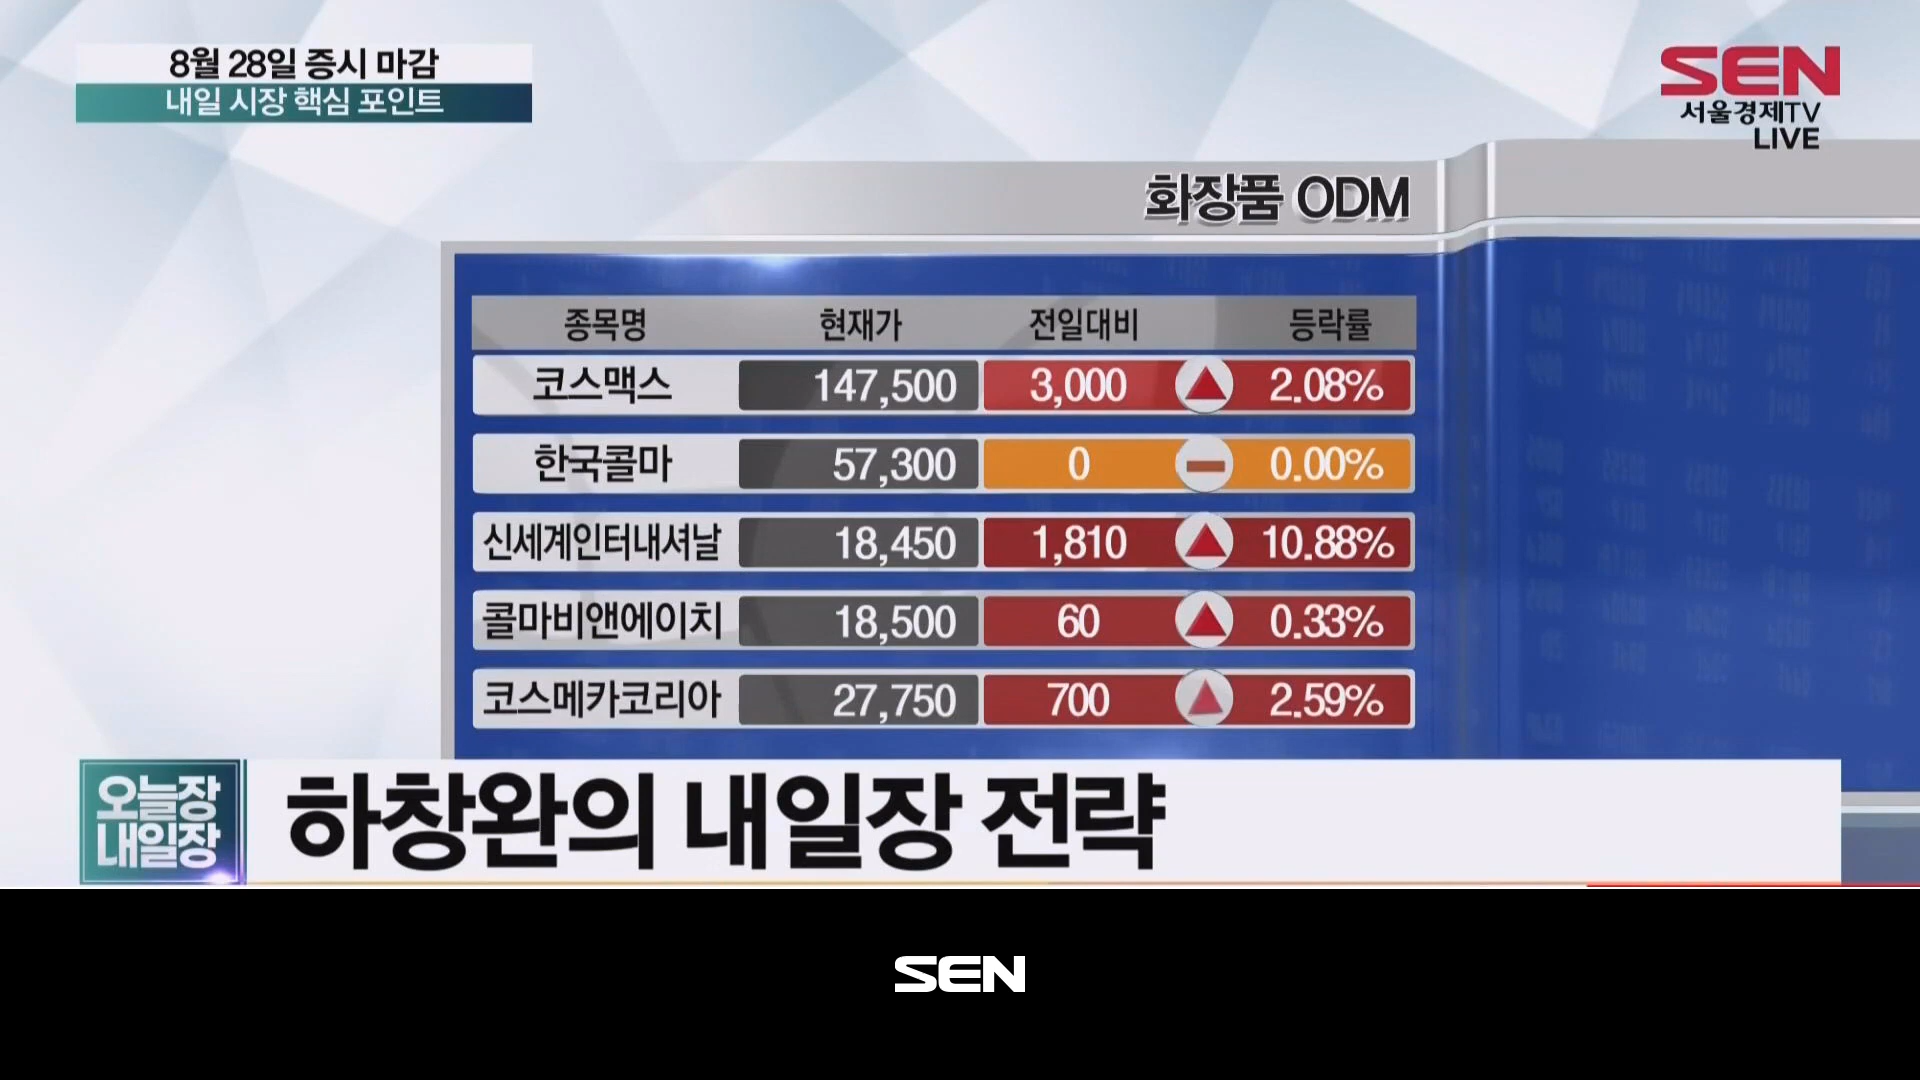 8월 28일 증시 마감
내일 시장 핵심 포인트
SEN
서울경제TV
LIVE
화장품 ODM
종목명 현재가 전일대비 등락률
코스맥스 147,500 3,000 2.08%
한국콜마 57,300 0 0.00%
신세계인터내셔날 18,450 1,810 10.88%
콜마비앤에이치 18,500 60 0.33%
코스메카코리아 27,750 700 2.59%
오늘장
내일장
하창완의 내일장 전략
SEN